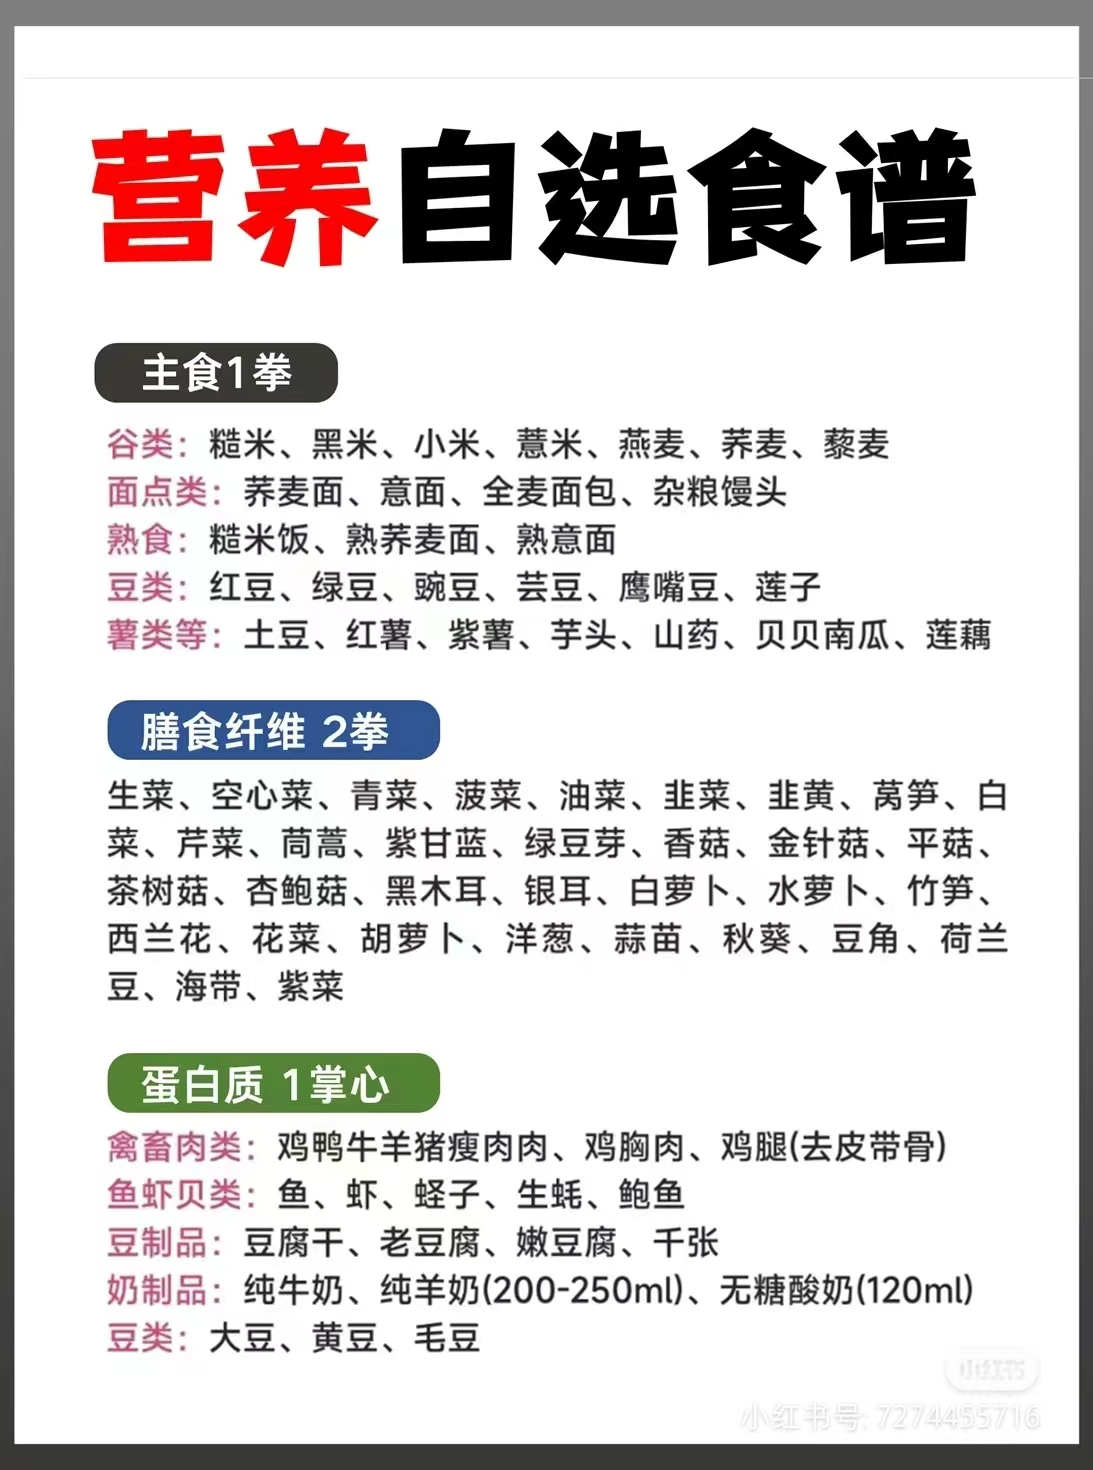 营养自选食谱
主食1拳
谷类：糙米、黑米、小米、薏米、燕麦、荞麦、藜麦
面点类：荞麦面、意面、全麦面包、杂粮馒头
熟食：糙米饭、熟荞麦面、熟意面
豆类：红豆、绿豆、豌豆、芸豆、鹰嘴豆、莲子
薯类等：土豆、红薯、紫薯、芋头、山药、贝贝南瓜、莲藕
膳食纤维 2拳
生菜、空心菜、青菜、菠菜、油菜、韭菜、韭黄、莴笋、白
菜、芹菜、茼蒿、紫甘蓝、绿豆芽、香菇、金针菇、平菇、
茶树菇、杏鲍菇、黑木耳、银耳、白萝卜、水萝卜、竹笋、
西兰花、花菜、胡萝卜、洋葱、蒜苗、秋葵、豆角、荷兰
豆、海带、紫菜
蛋白质 1掌心
禽畜肉类：鸡鸭牛羊猪瘦肉肉、鸡胸肉、鸡腿(去皮带骨)
鱼虾贝类：鱼、虾、蛏子、生蚝、鲍鱼
豆制品：豆腐干、老豆腐、嫩豆腐、千张
奶制品：纯牛奶、纯羊奶(200-250ml)、无糖酸奶(120ml)
豆类：大豆、黄豆、毛豆
小红书
小红书号: 7274455716